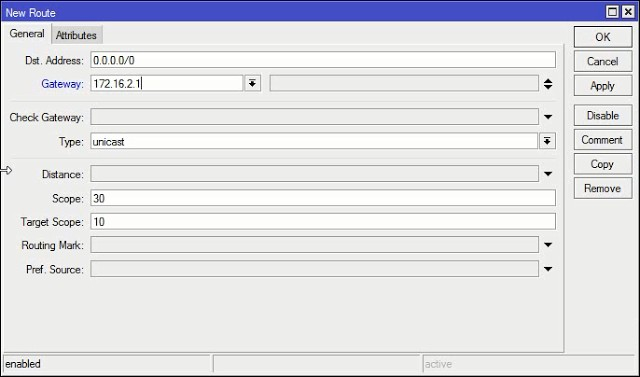 New Route
General Attributes
Dst. Address: 0.0.0.0/0
Gateway: 172.16.2.1
Check Gateway:
Type: unicast
Distance:
Scope: 30
Target Scope: 10
Routing Mark:
Pref. Source:
OK
Cancel
Apply
Disable
Comment
Copy
Remove
enabled active